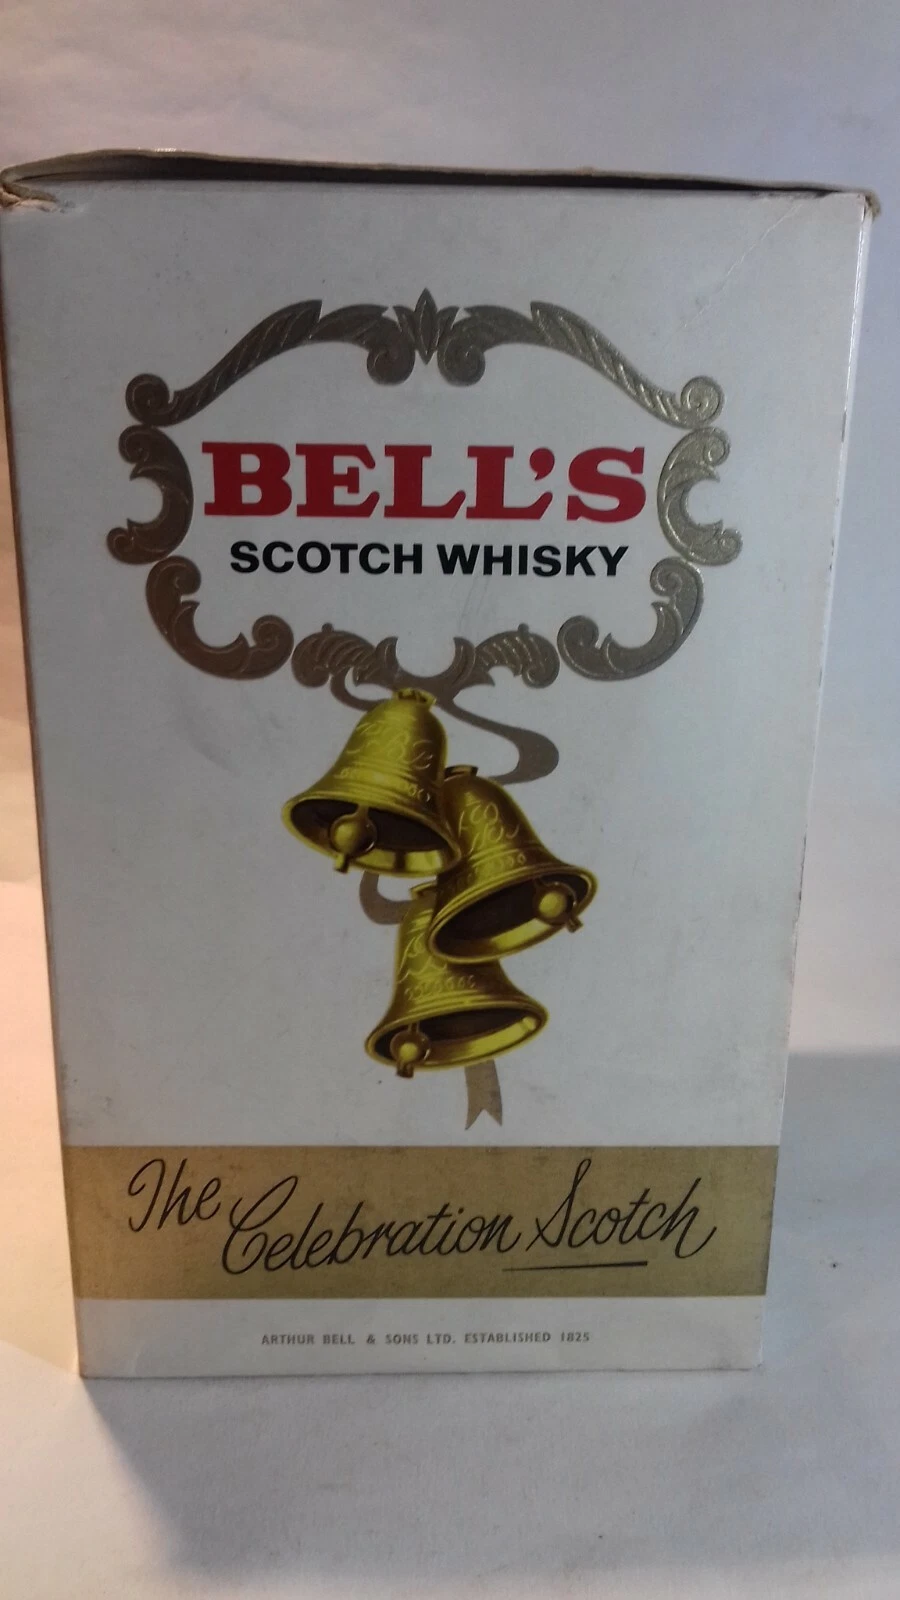 BELL'S
SCOTCH WHISKY
The Celebration Scotch
ARTHUR BELL & SONS LTD. ESTABLISHED 1825